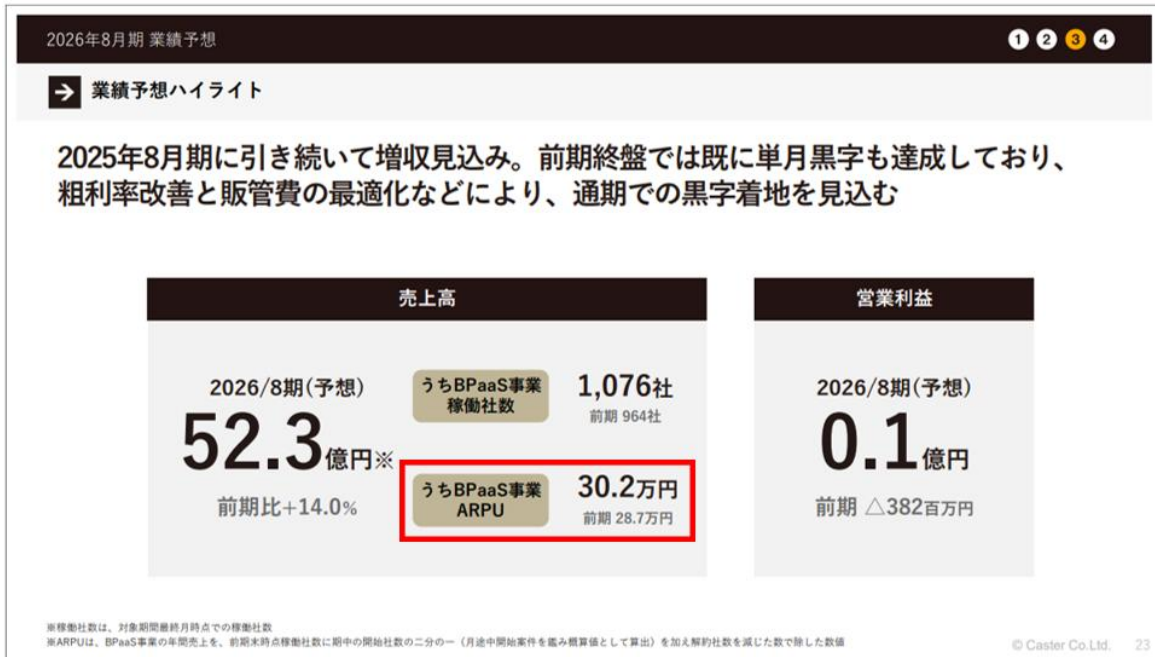 2026年8月期 業績予想
1 2 3 4
業績予想ハイライト
2025年8月期に引き続いて増収見込み。前期終盤では既に単月黒字も達成しており、
粗利率改善と販管費の最適化などにより、通期での黒字着地を見込む
売上高
2026/8期(予想)
52.3億円※
前期比+14.0%
うちBPaaS事業
稼働社数
1,076社
前期 964社
うちBPaaS事業
ARPU
30.2万円
前期 28.7万円
営業利益
2026/8期(予想)
0.1億円
前期 △382百万円
※稼働社数は、対象期間最終月時点での稼働社数
※ARPUは、BPaaS事業の年間売上を、前期末時点稼働社数に期中の開始社数の二分の一（月途中開始案件を鑑み概算値として算出）を加え解約社数を減じた数で除した数値
© Caster Co.Ltd. 23